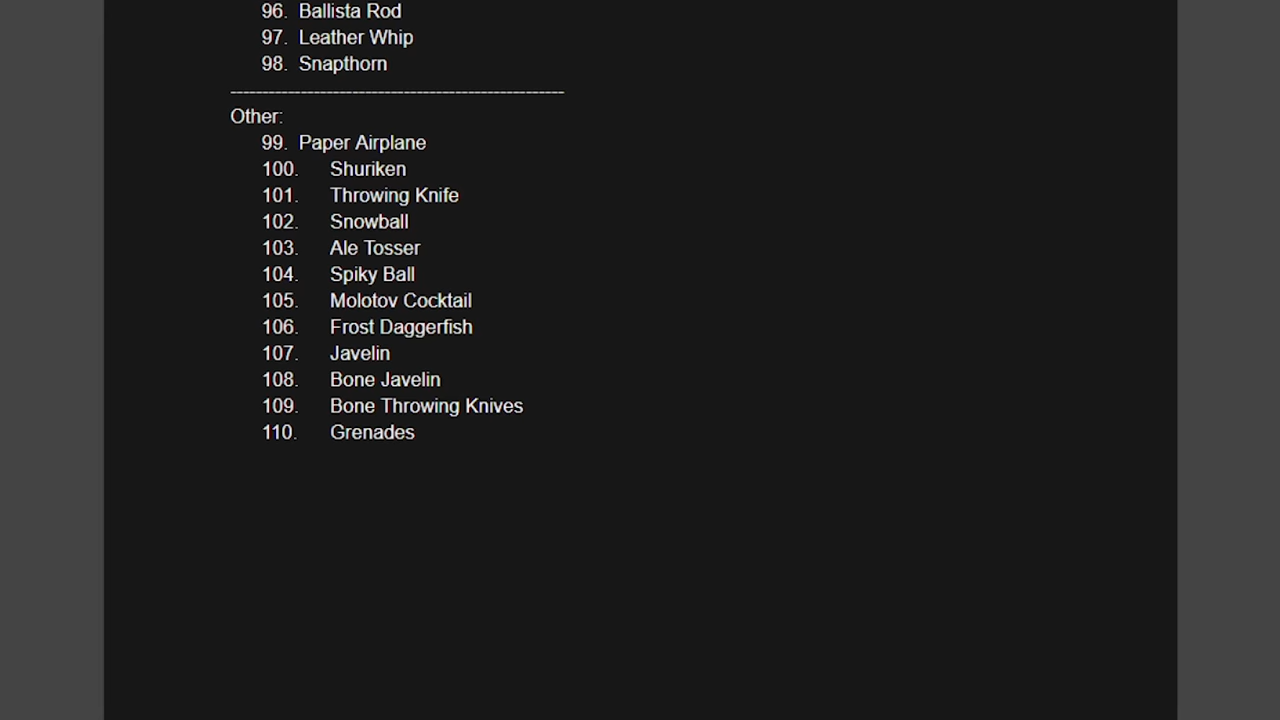 96. Ballista Rod
97. Leather Whip
98. Snapthorn
-----------------------------------------------------
Other:
99. Paper Airplane
100. Shuriken
101. Throwing Knife
102. Snowball
103. Ale Tosser
104. Spiky Ball
105. Molotov Cocktail
106. Frost Daggerfish
107. Javelin
108. Bone Javelin
109. Bone Throwing Knives
110. Grenades